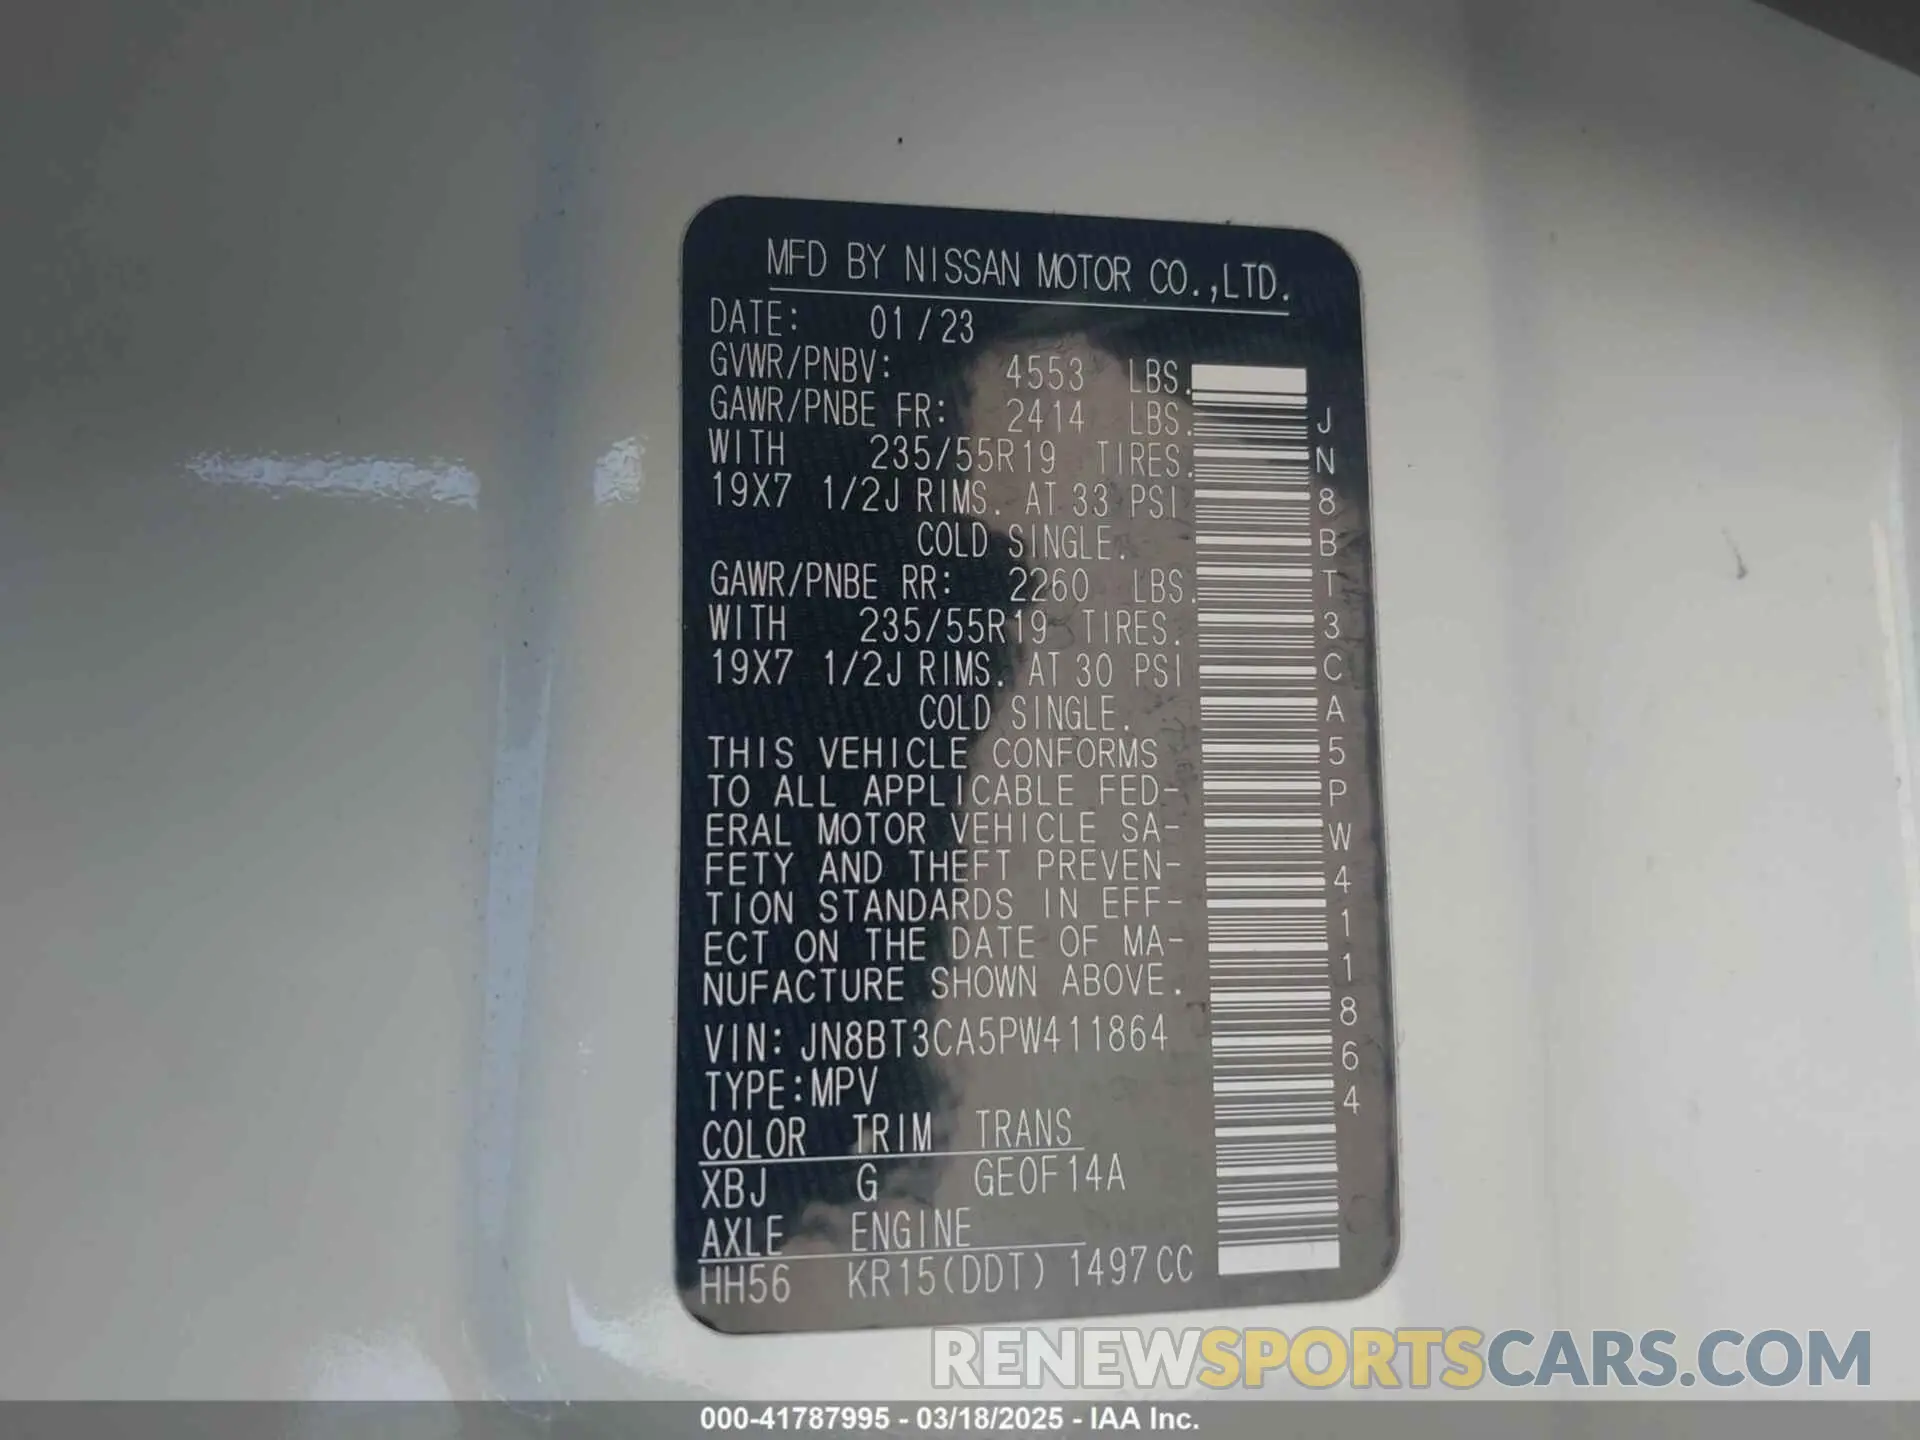 MFD BY NISSAN MOTOR CO.,LTD.
DATE: 01/23
GVWR/PNBV: 4553 LBS.
GAWR/PNBE FR: 2414 LBS.
WITH 235/55R19 TIRES.
19X7 1/2J RIMS. AT 33 PSI
COLD SINGLE.
GAWR/PNBE RR: 2260 LBS.
WITH 235/55R19 TIRES.
19X7 1/2J RIMS. AT 30 PSI
COLD SINGLE.
THIS VEHICLE CONFORMS
TO ALL APPLICABLE FED-
ERAL MOTOR VEHICLE SA-
FETY AND THEFT PREVEN-
TION STANDARDS IN EFF-
ECT ON THE DATE OF MA-
NUFACTURE SHOWN ABOVE.
VIN: JN8BT3CA5PW411864
TYPE:MPV
COLOR TRIM TRANS
XBJ G GEOF14A
AXLE ENGINE
HH56 KR15(DDT) 1497CC
JN8BT3CA5PW411864
RENEWSPORTSCARS.COM
000-41787995 - 03/18/2025 - IAA Inc.